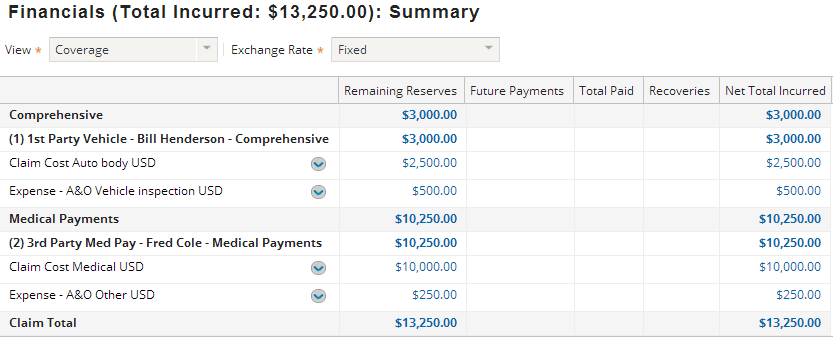 Financials (Total Incurred: $13,250.00): Summary
View * Coverage Exchange Rate * Fixed
Remaining Reserves Future Payments Total Paid Recoveries Net Total Incurred
Comprehensive $3,000.00 $3,000.00
(1) 1st Party Vehicle - Bill Henderson - Comprehensive $3,000.00 $3,000.00
Claim Cost Auto body USD $2,500.00 $2,500.00
Expense - A&O Vehicle inspection USD $500.00 $500.00
Medical Payments $10,250.00 $10,250.00
(2) 3rd Party Med Pay - Fred Cole - Medical Payments $10,250.00 $10,250.00
Claim Cost Medical USD $10,000.00 $10,000.00
Expense - A&O Other USD $250.00 $250.00
Claim Total $13,250.00 $13,250.00